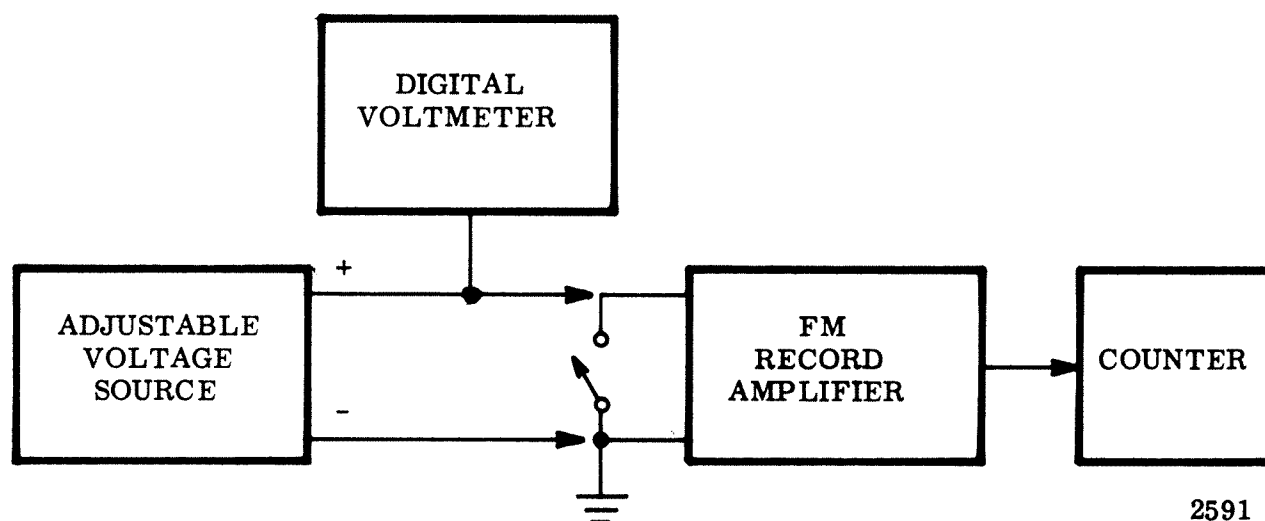 DIGITAL
VOLTMETER
+
ADJUSTABLE
VOLTAGE
SOURCE
-
FM
RECORD
AMPLIFIER
COUNTER
2591